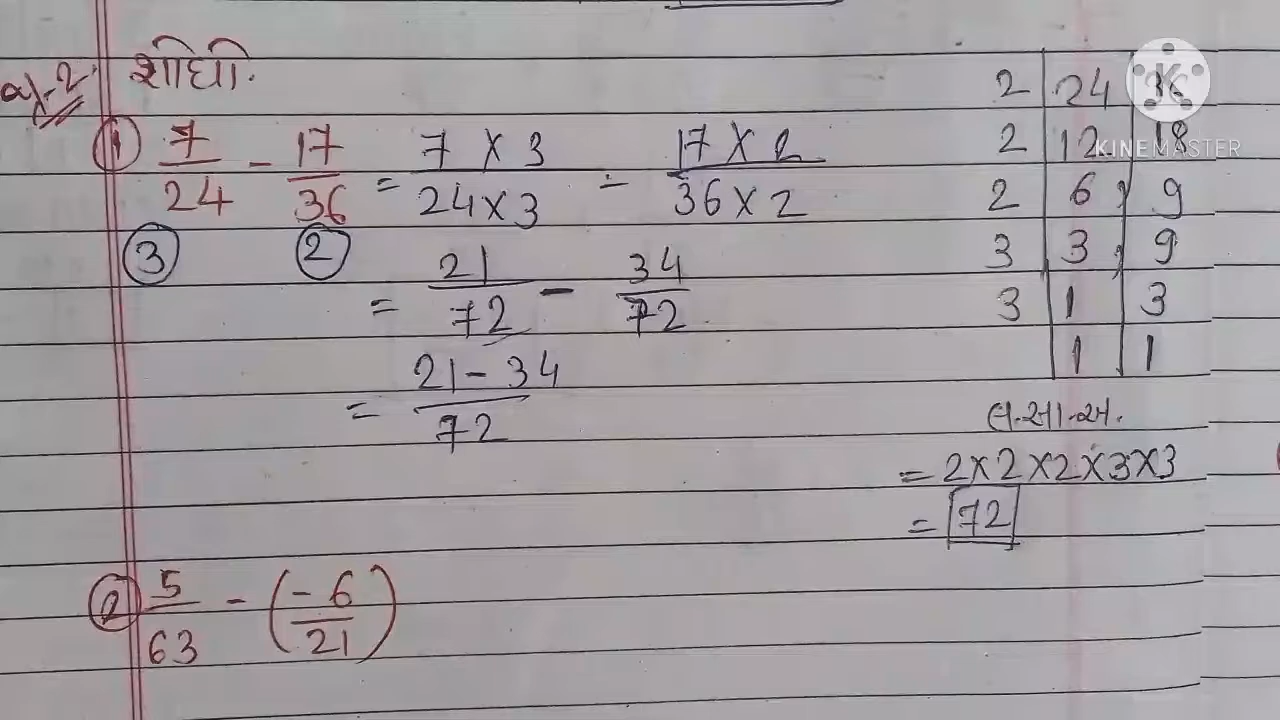 2. શોધો.
① 7/24 - 17/36 = 7 × 3 / 24 × 3 - 17 × 2 / 36 × 2
③ ②
= 21/72 - 34/72
= 21 - 34 / 72
② 5/63 - (-6/21)
2 | 24 | 36
2 | 12 | 18
2 | 6, | 9
3 | 3, | 9
3 | 1 | 3
1 | 1
લ.સા.અ.
= 2×2×2×3×3
= 72
KINEMASTER